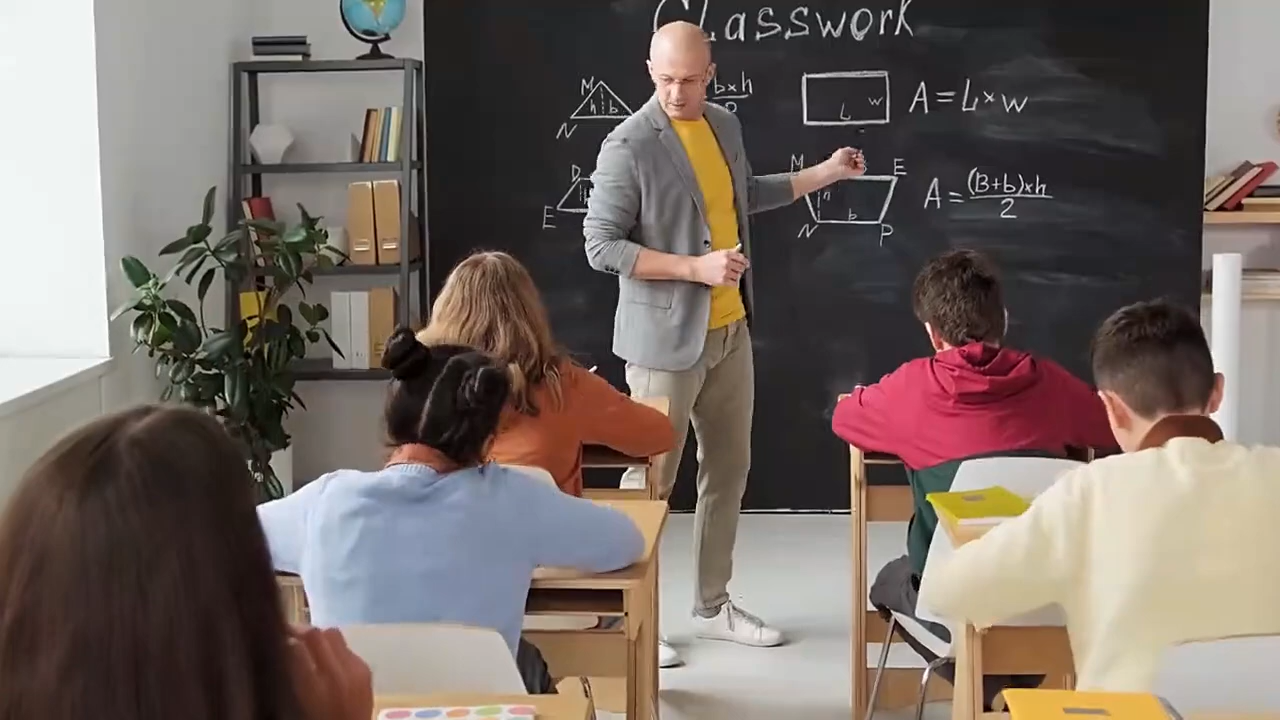 Classwork
M
h b
N
b×h
L w
A = L×w
D
E
M B E
h
b
N P
A = (B+b)×h
2